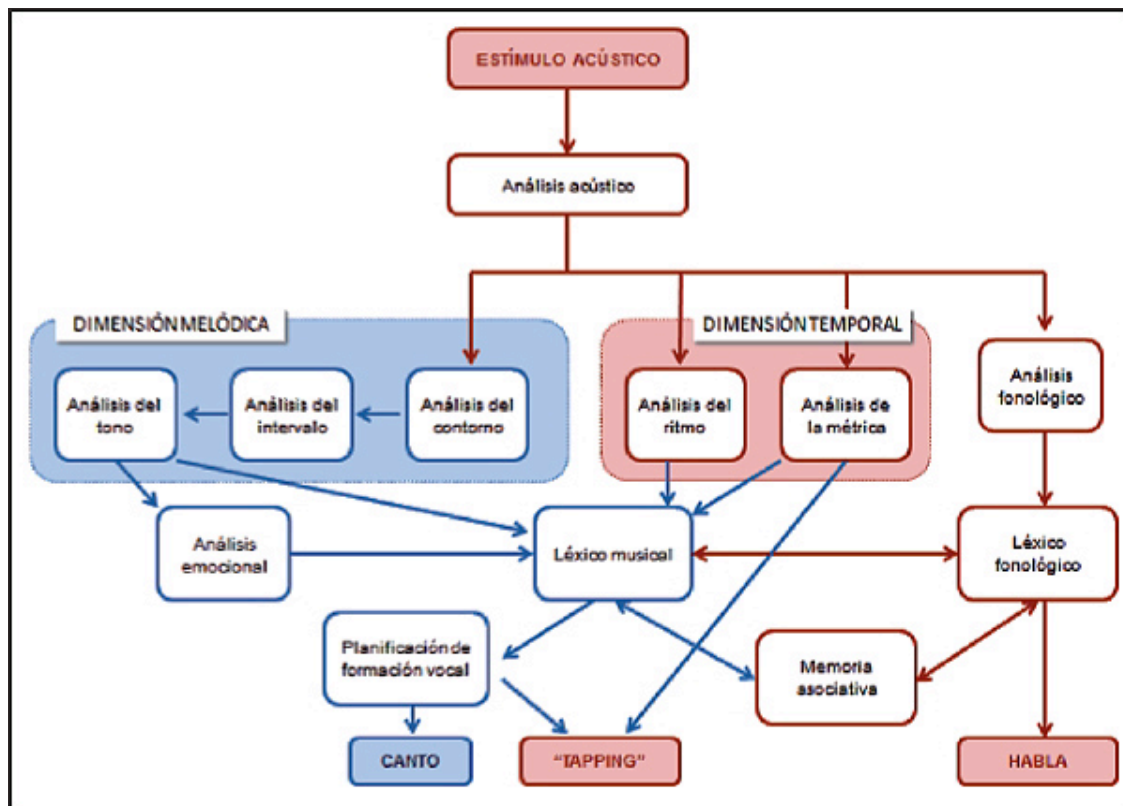 ESTÍMULO ACÚSTICO
Análisis acústico
DIMENSIÓN MELÓDICA
DIMENSIÓN TEMPORAL
Análisis del
tono
Análisis del
intervalo
Análisis del
contorno
Análisis del
ritmo
Análisis de
la métrica
Análisis
fonológico
Análisis
emocional
Léxico musical
Léxico
fonológico
Planificación de
formación vocal
Memoria
asociativa
CANTO
“TAPPING”
HABLA